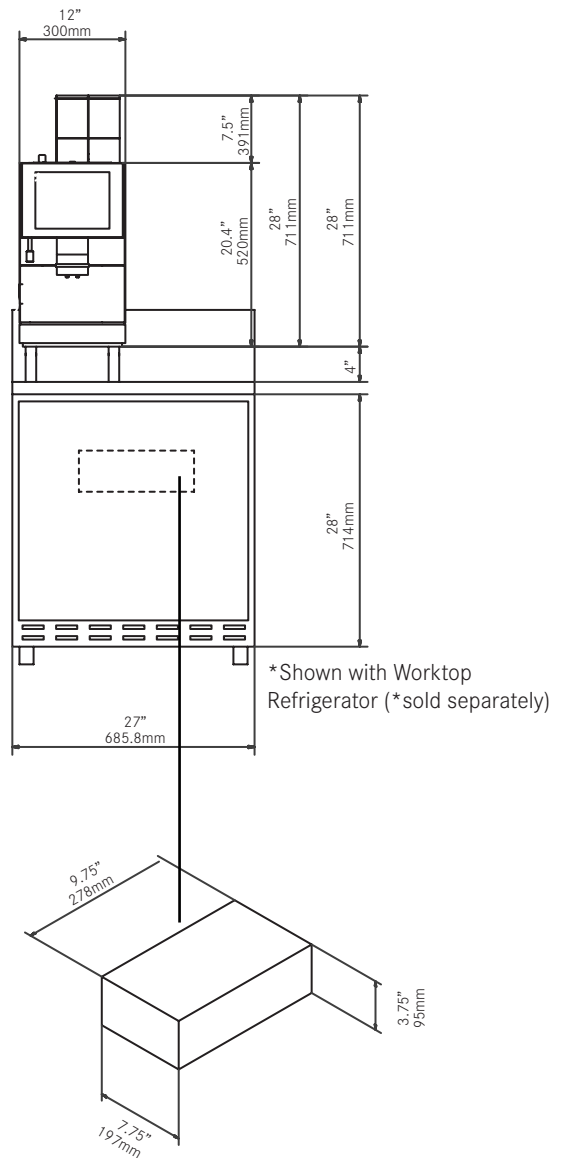 12”
300mm
7.5”
391mm
20.4”
520mm
28”
711mm
28”
711mm
4”
28”
714mm
*Shown with Worktop
Refrigerator (*sold separately)
27”
685.8mm
9.75”
278mm
3.75”
95mm
7.75”
197mm